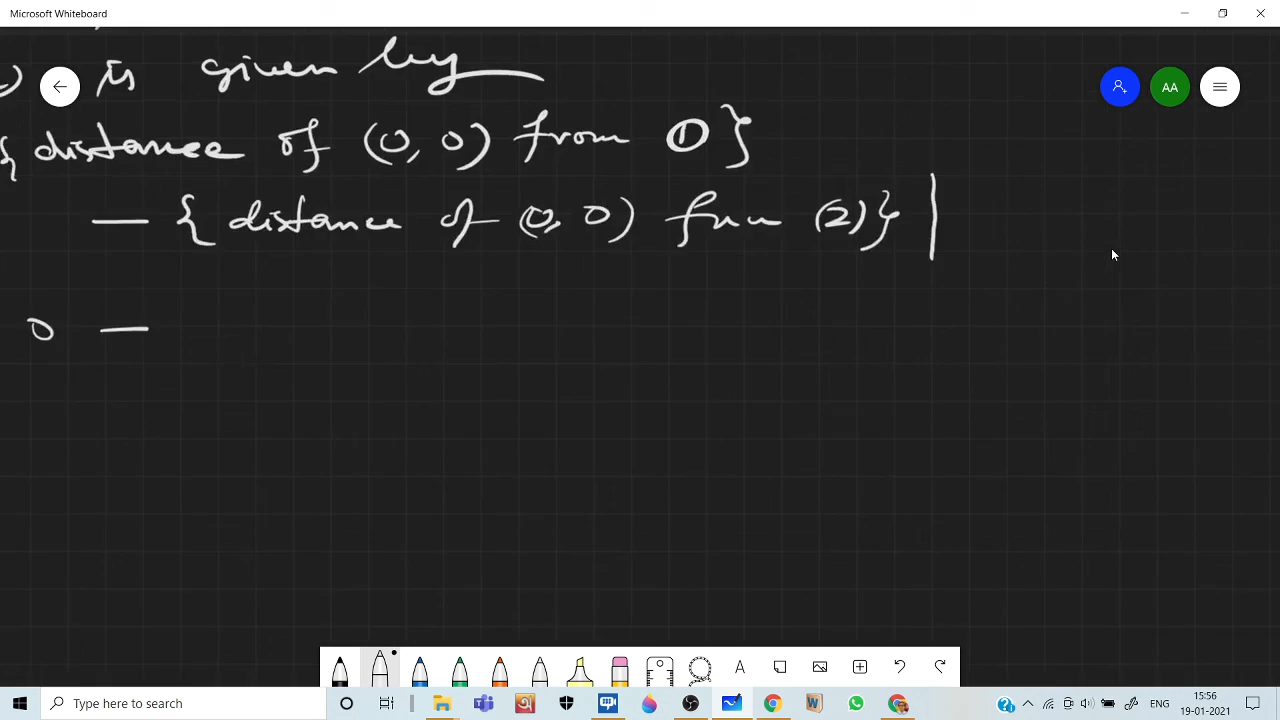 Microsoft Whiteboard
) is given by
{ distance of (0, 0) from ① }
— { distance of (0, 0) from (2) } |
0 —
AA
A
Type here to search
ENG
15:56
19-01-2021